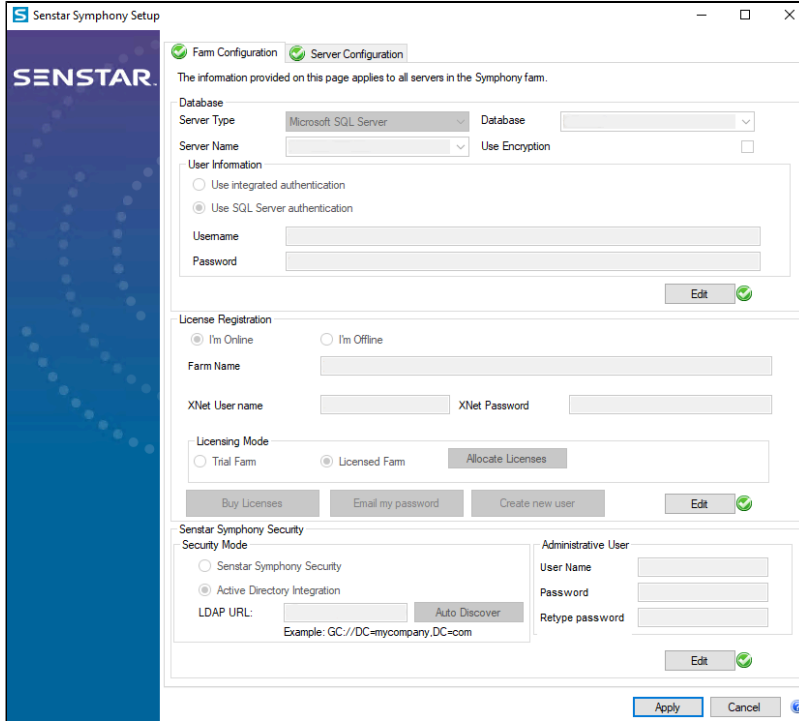 Senstar Symphony Setup
SENSTAR.
Farm Configuration Server Configuration
The information provided on this page applies to all servers in the Symphony farm.
Database
Server Type Microsoft SQL Server Database
Server Name Use Encryption
User Information
Use integrated authentication
Use SQL Server authentication
Username
Password
Edit
License Registration
I'm Online I'm Offline
Farm Name
XNet User name XNet Password
Licensing Mode
Trial Farm Licensed Farm Allocate Licenses
Buy Licenses Email my password Create new user Edit
Senstar Symphony Security
Security Mode Administrative User
Senstar Symphony Security User Name
Active Directory Integration Password
LDAP URL: Auto Discover Retype password
Example: GC://DC=mycompany,DC=com
Edit
Apply Cancel